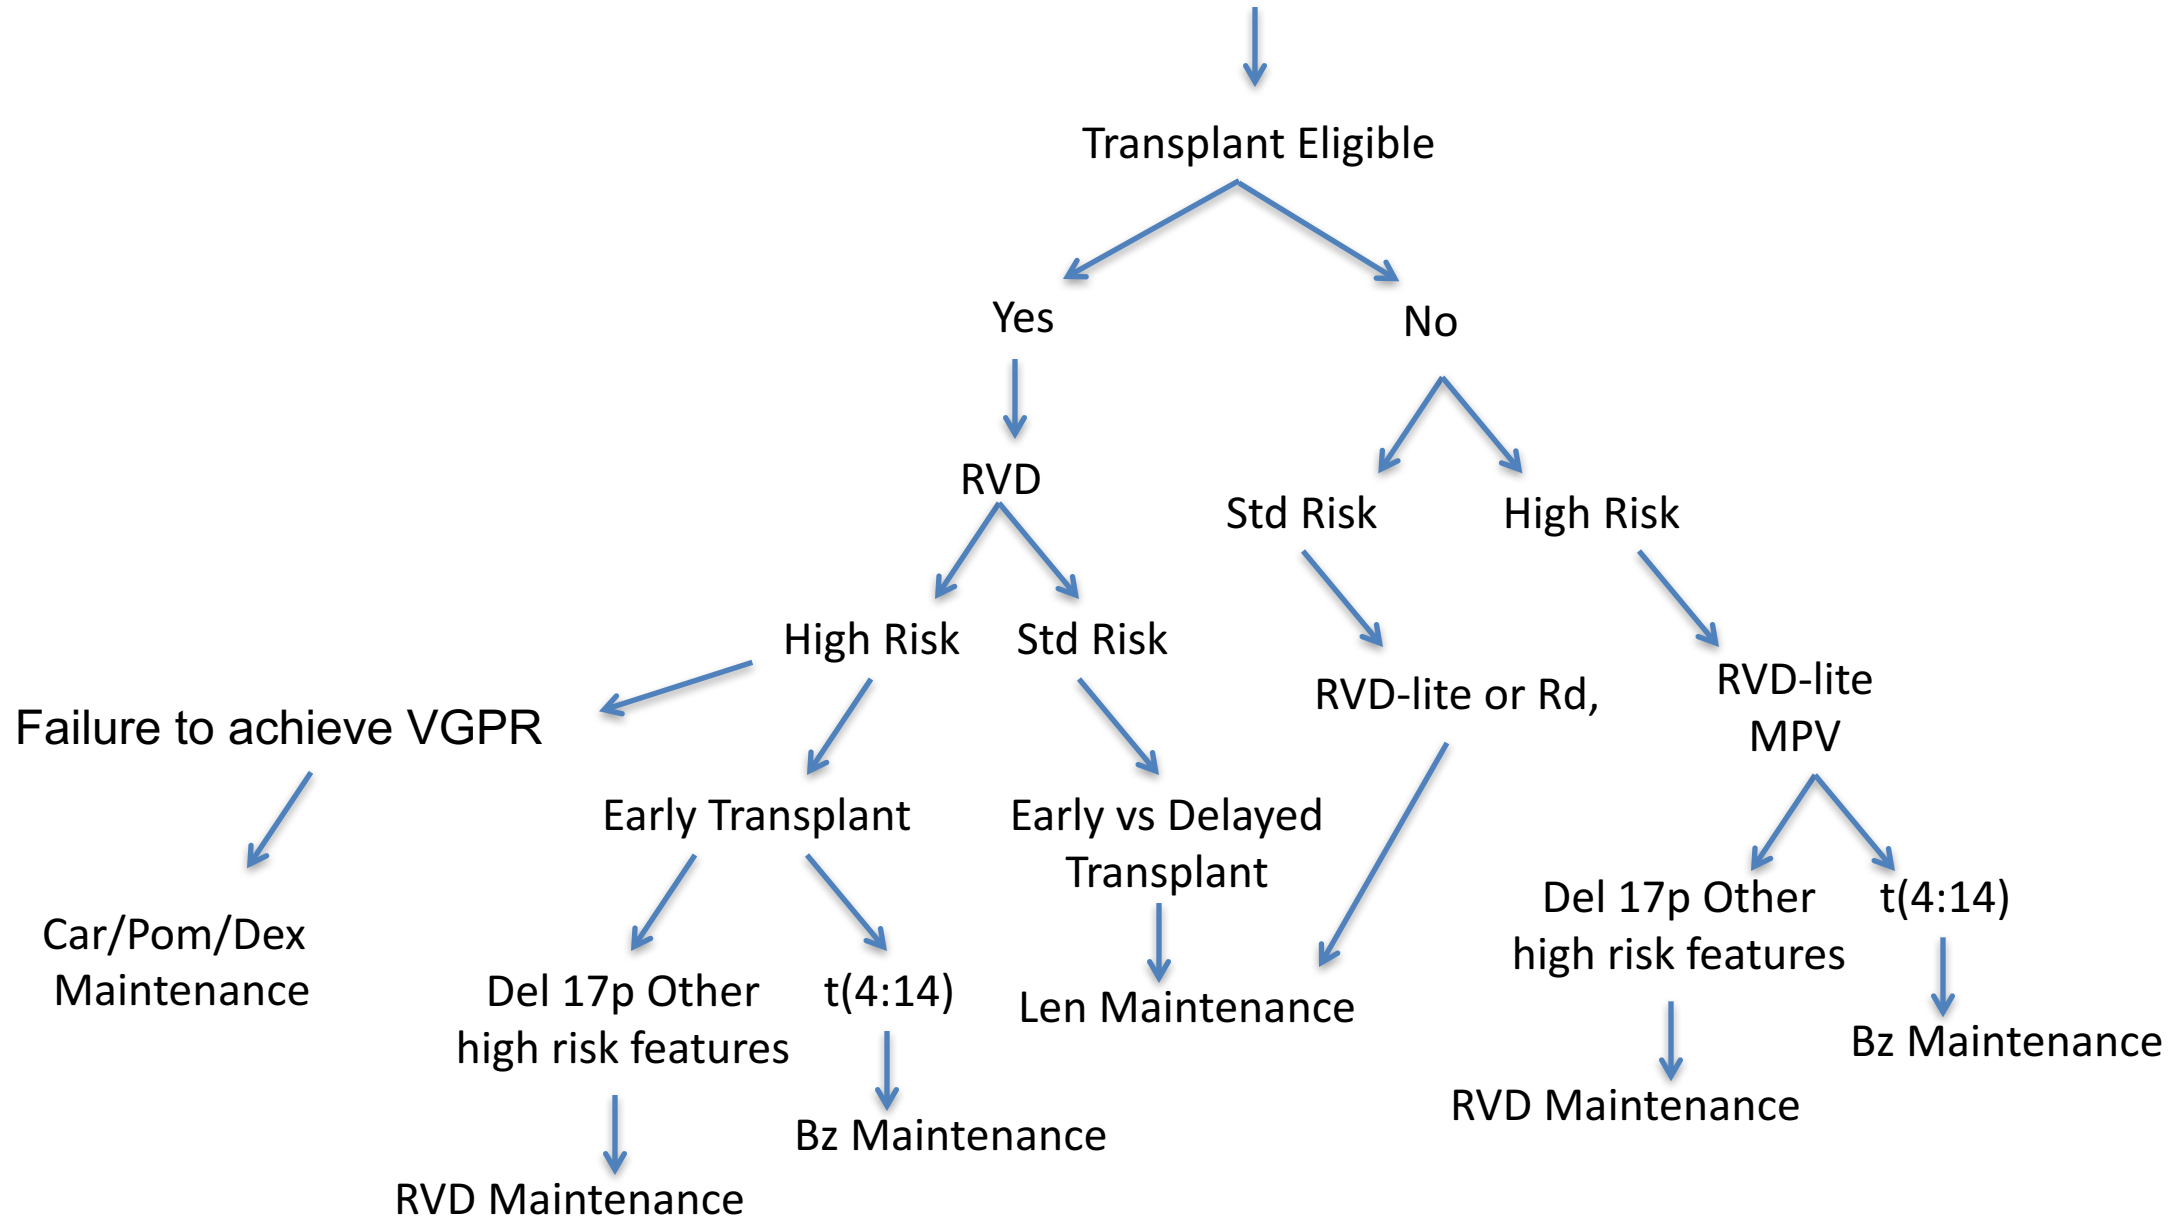 Transplant Eligible
Yes
No
RVD
Std Risk
High Risk
High Risk
Std Risk
RVD-lite or Rd,
RVD-lite
MPV
Failure to achieve VGPR
Early Transplant
Early vs Delayed
Transplant
Del 17p Other
high risk features
t(4:14)
Car/Pom/Dex
Maintenance
Del 17p Other
high risk features
t(4:14)
Len Maintenance
Bz Maintenance
RVD Maintenance
Bz Maintenance
RVD Maintenance